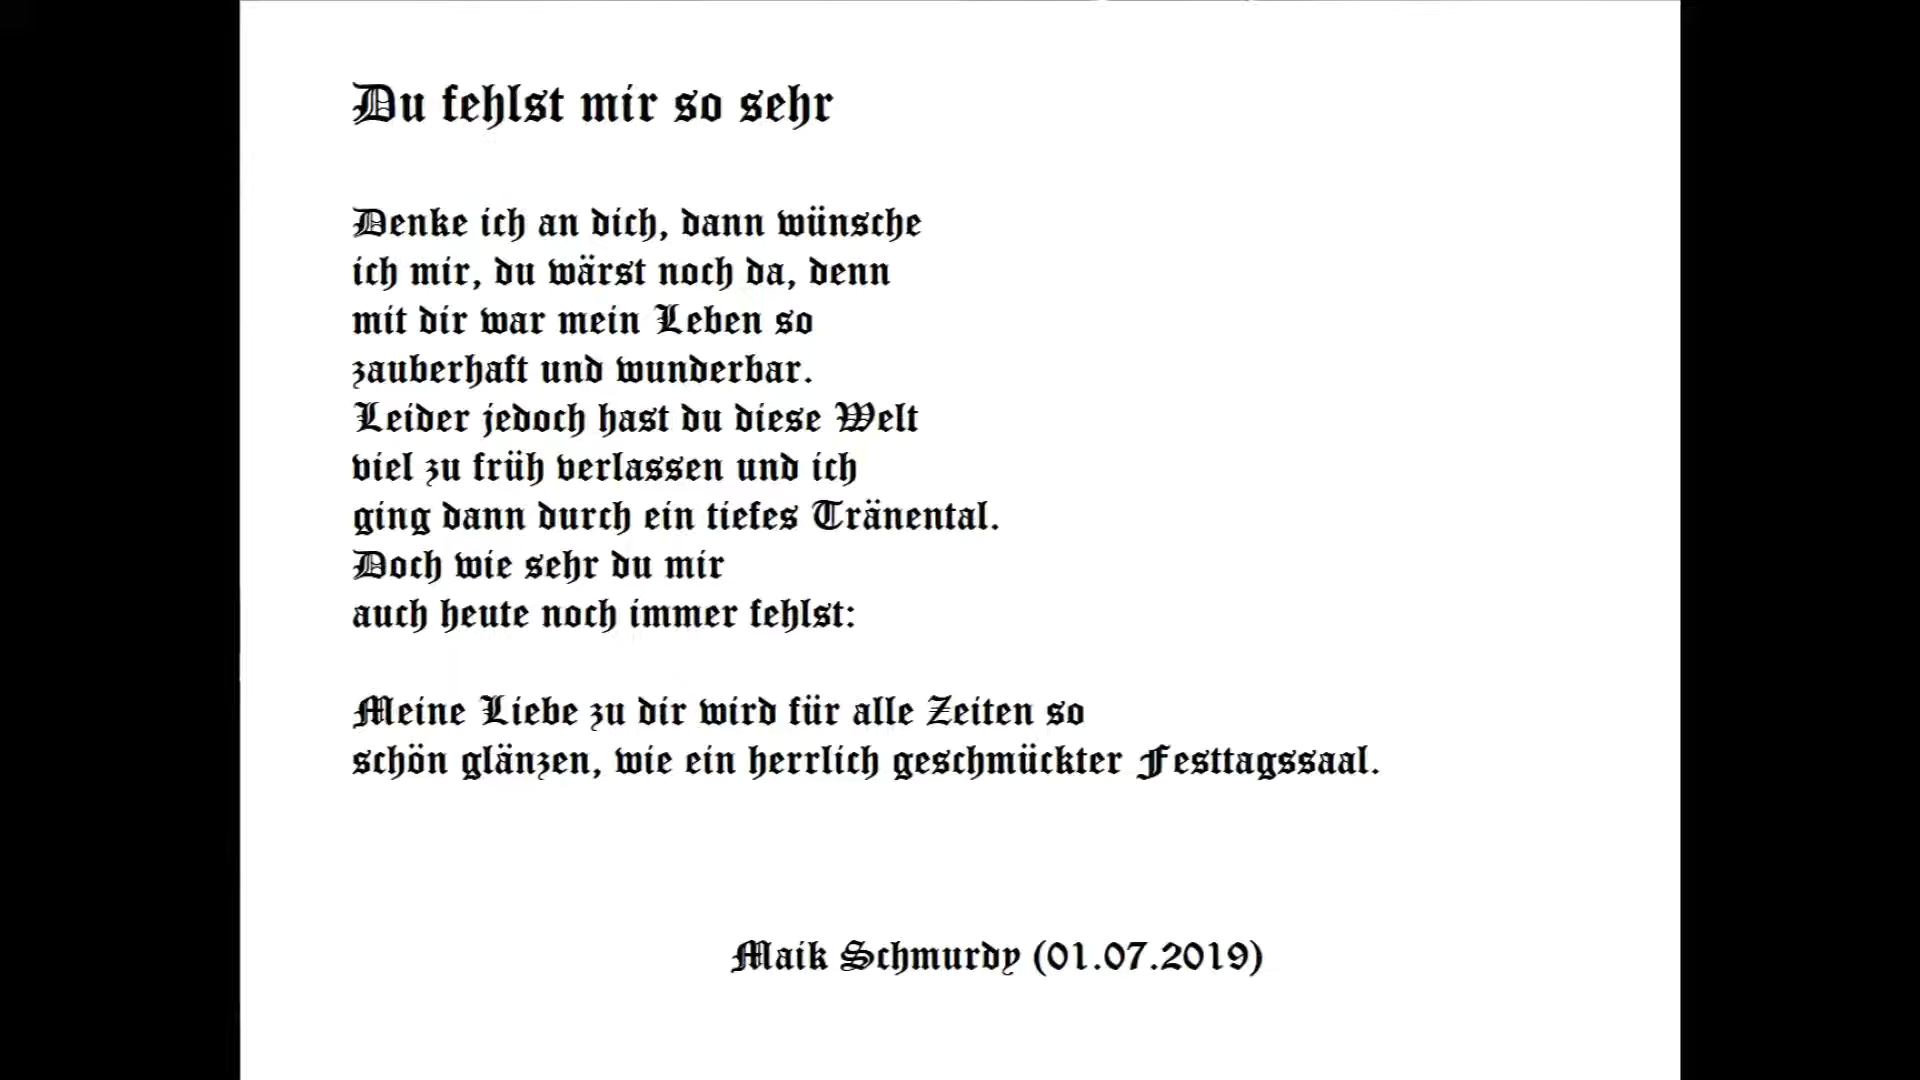 Du fehlst mir so sehr
Denke ich an dich, dann wünsche
ich mir, du wärst noch da, denn
mit dir war mein Leben so
zauberhaft und wunderbar.
Leider jedoch hast du diese Welt
viel zu früh verlassen und ich
ging dann durch ein tiefes Tränental.
Doch wie sehr du mir
auch heute noch immer fehlst:
Meine Liebe zu dir wird für alle Zeiten so
schön glänzen, wie ein herrlich geschmückter Festtagssaal.
Maik Schmurdy (01.07.2019)